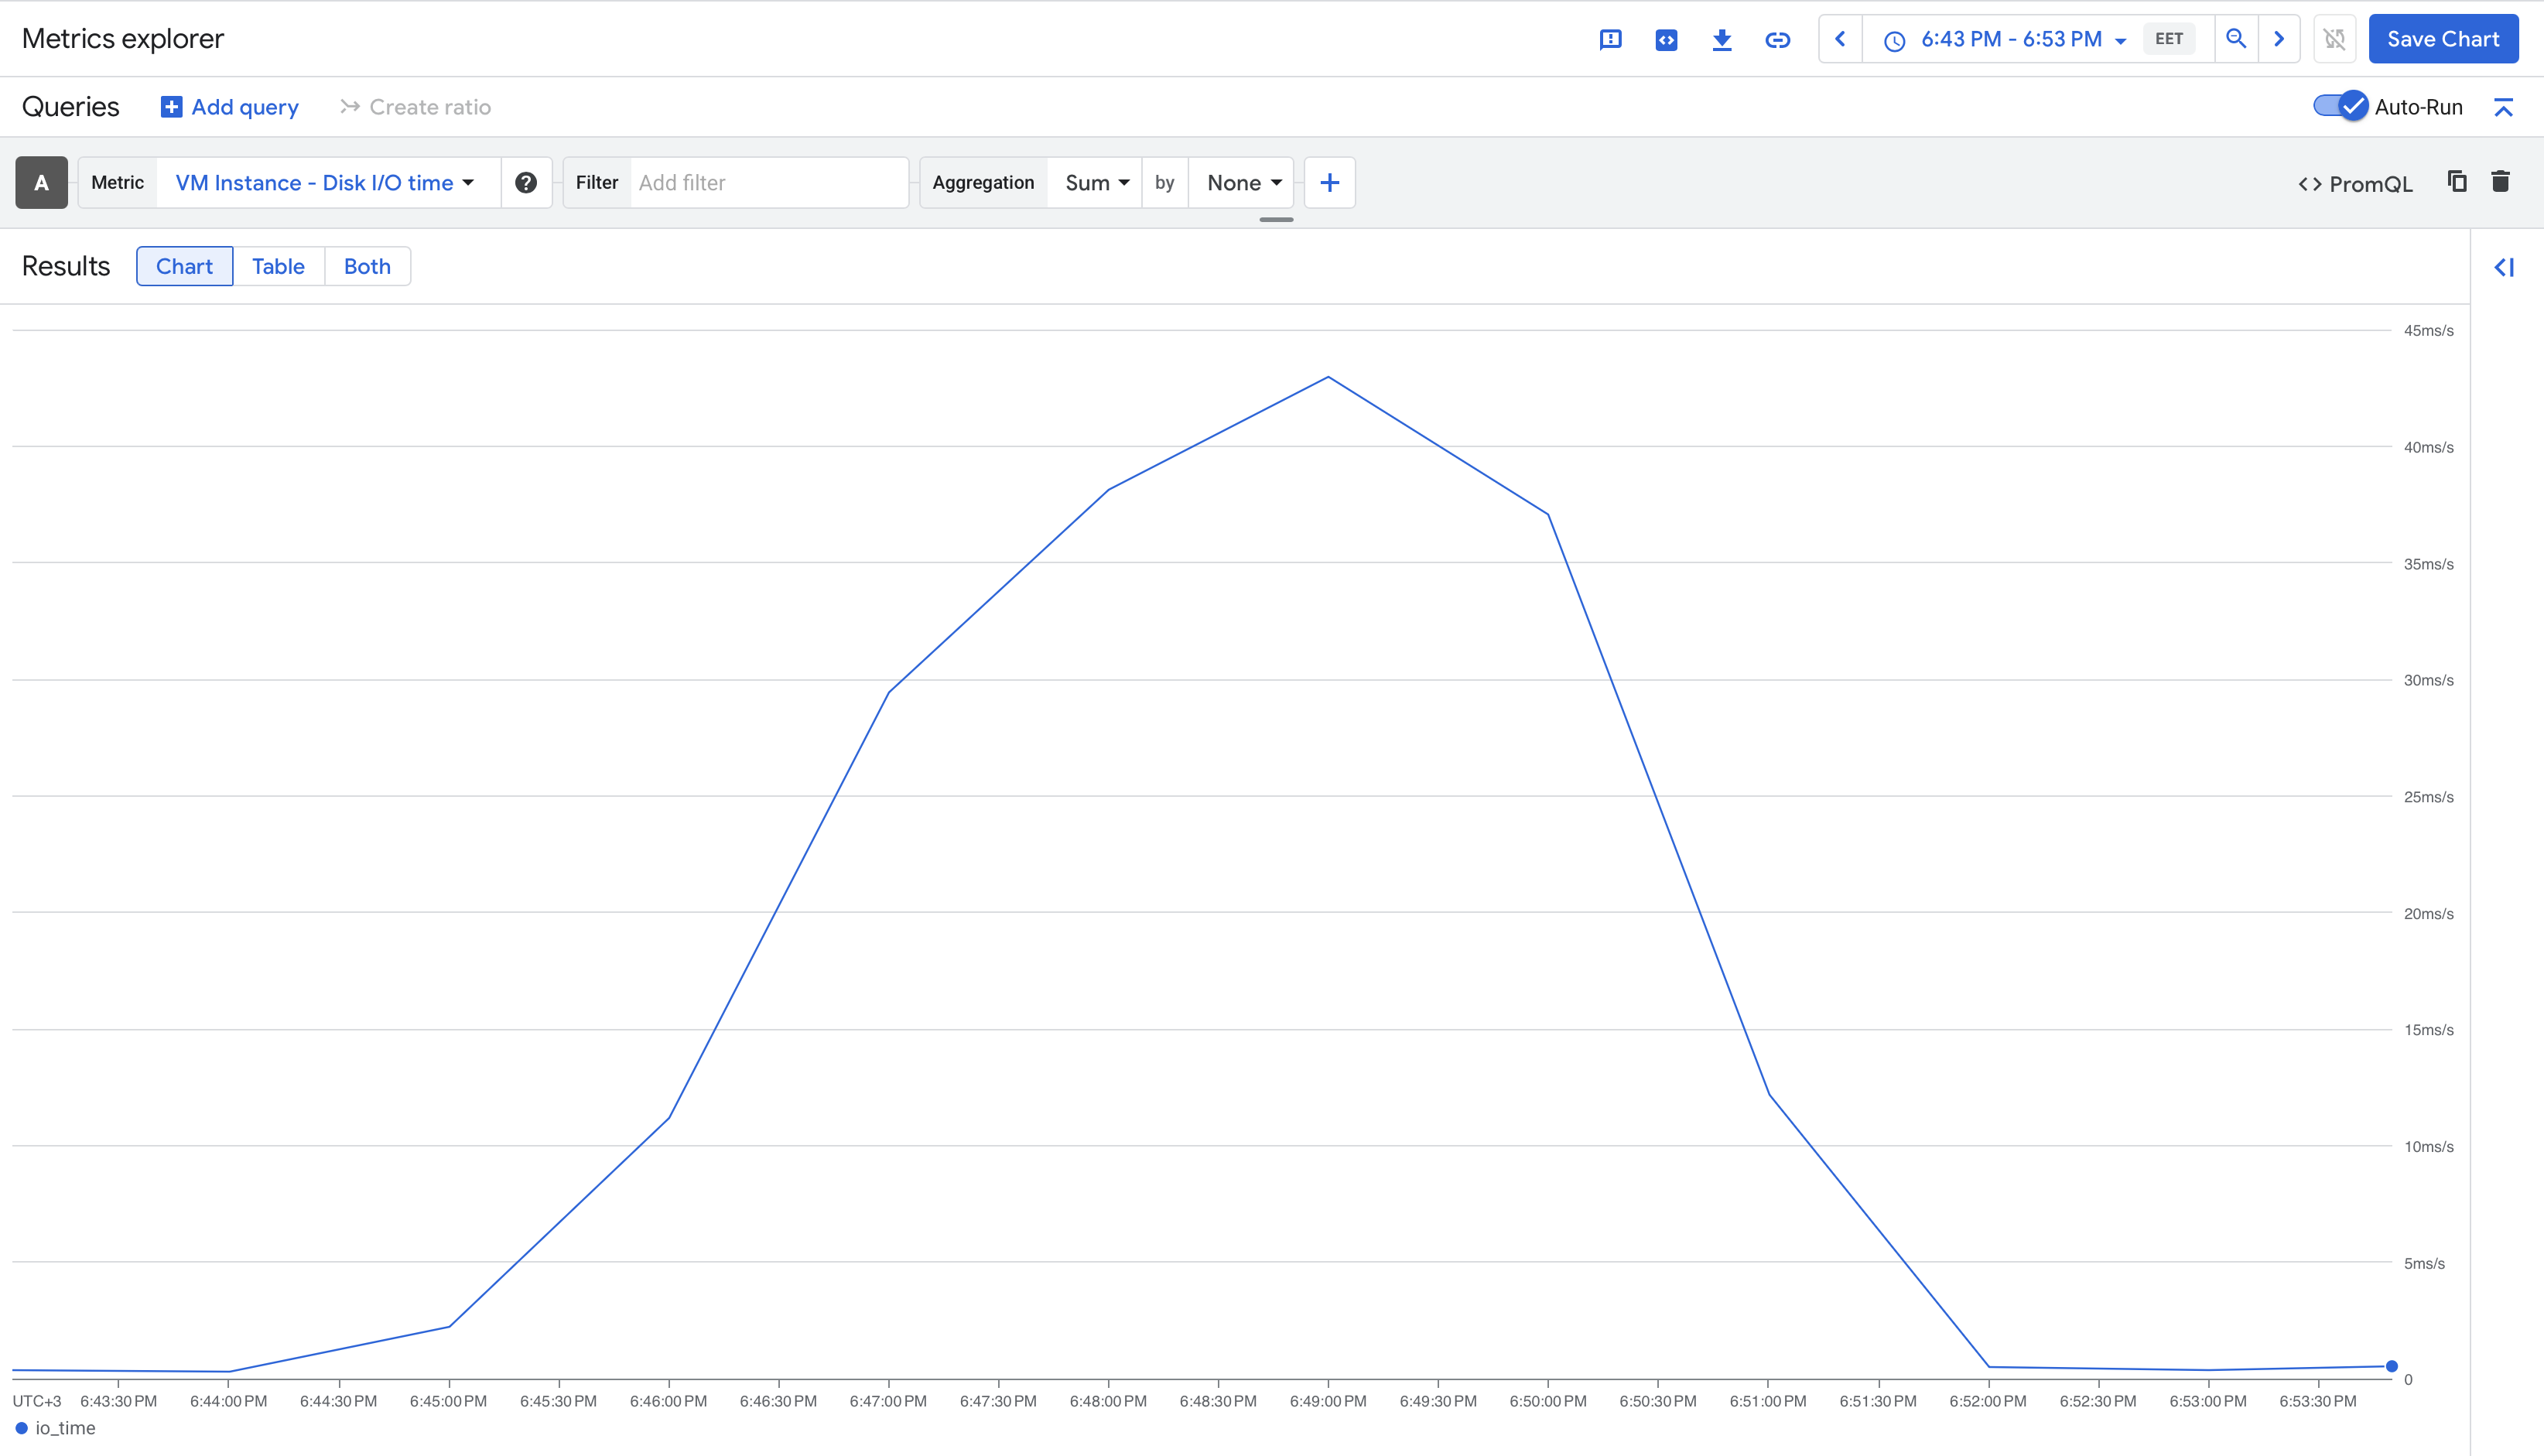 Metrics explorer
6:43 PM - 6:53 PM EET Save Chart
Queries Add query Create ratio Auto-Run
A Metric VM Instance - Disk I/O time ? Filter Add filter Aggregation Sum by None + <> PromQL
Results Chart Table Both
45ms/s
40ms/s
35ms/s
30ms/s
25ms/s
20ms/s
15ms/s
10ms/s
5ms/s
0
UTC+3 6:43:30 PM 6:44:00 PM 6:44:30 PM 6:45:00 PM 6:45:30 PM 6:46:00 PM 6:46:30 PM 6:47:00 PM 6:47:30 PM 6:48:00 PM 6:48:30 PM 6:49:00 PM 6:49:30 PM 6:50:00 PM 6:50:30 PM 6:51:00 PM 6:51:30 PM 6:52:00 PM 6:52:30 PM 6:53:00 PM 6:53:30 PM
io_time